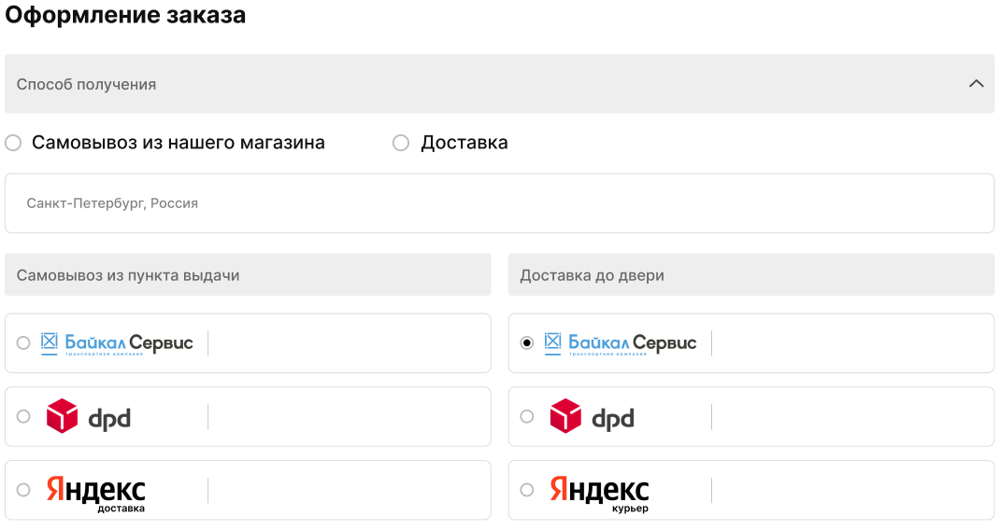 Оформление заказа
Способ получения
Самовывоз из нашего магазина
Доставка
Санкт-Петербург, Россия
Самовывоз из пункта выдачи
Доставка до двери
Байкал Сервис
транспортная компания
Байкал Сервис
транспортная компания
dpd
dpd
Яндекс
доставка
Яндекс
курьер